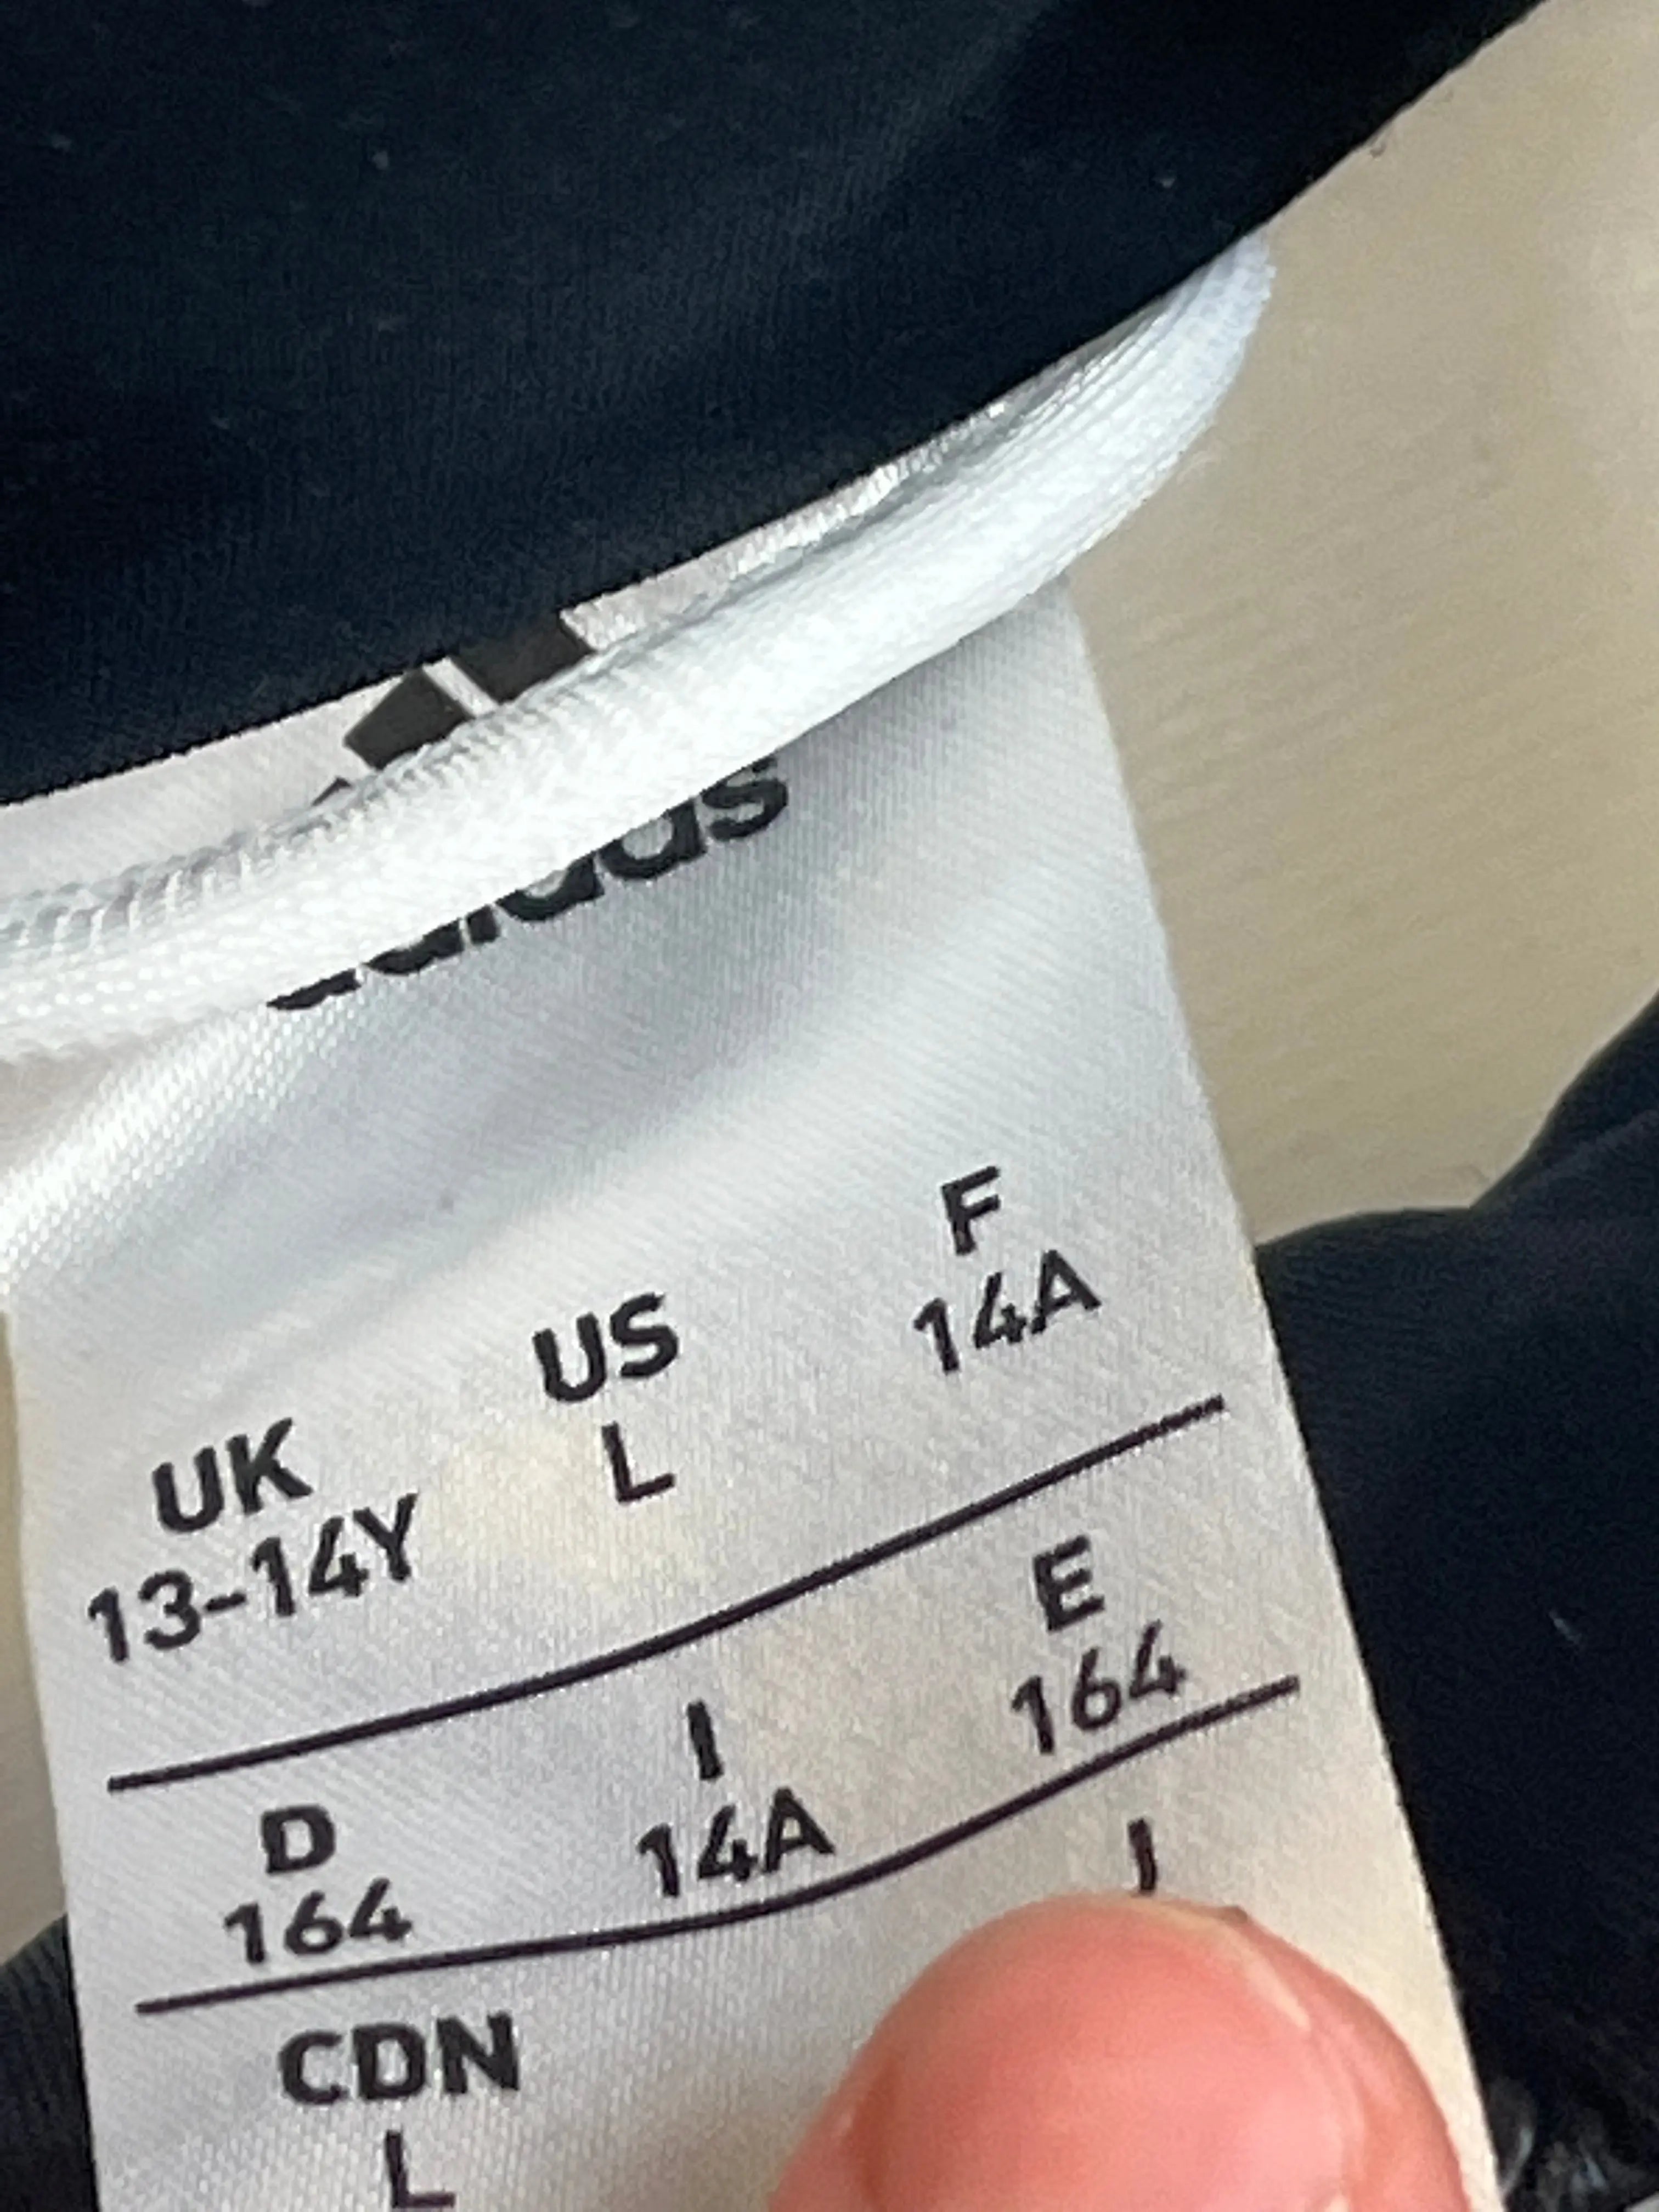 adidas
UK US F
13-14Y L 14A
D I E
164 14A 164
CDN
L